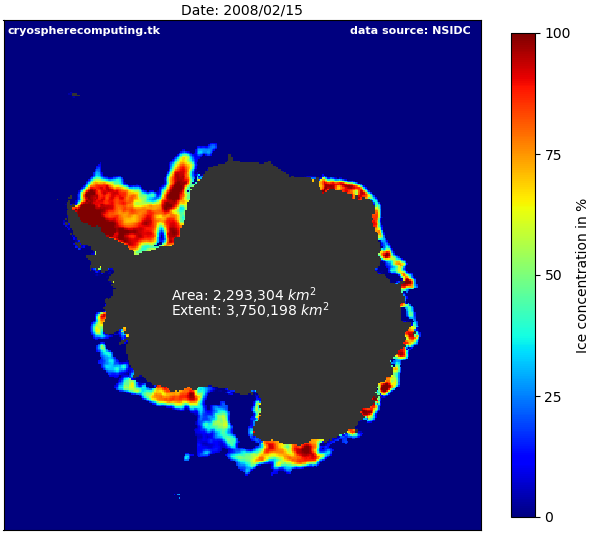 Date: 2008/02/15
cryospherecomputing.tk
data source: NSIDC
Area: 2,293,304 km²
Extent: 3,750,198 km²
100
75
50
25
0
Ice concentration in %